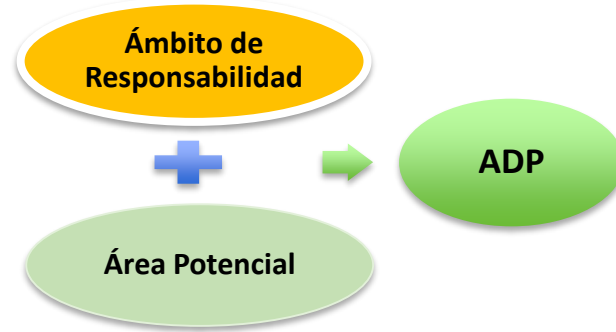 Ámbito de
Responsabilidad
ADP
Área Potencial